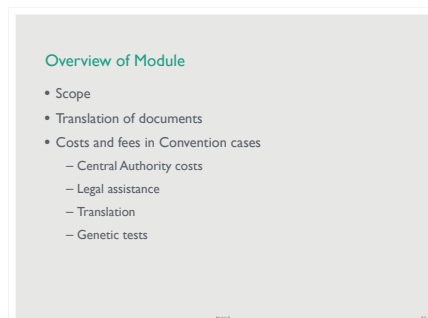 Overview of Module
• Scope
• Translation of documents
• Costs and fees in Convention cases
– Central Authority costs
– Legal assistance
– Translation
– Genetic tests